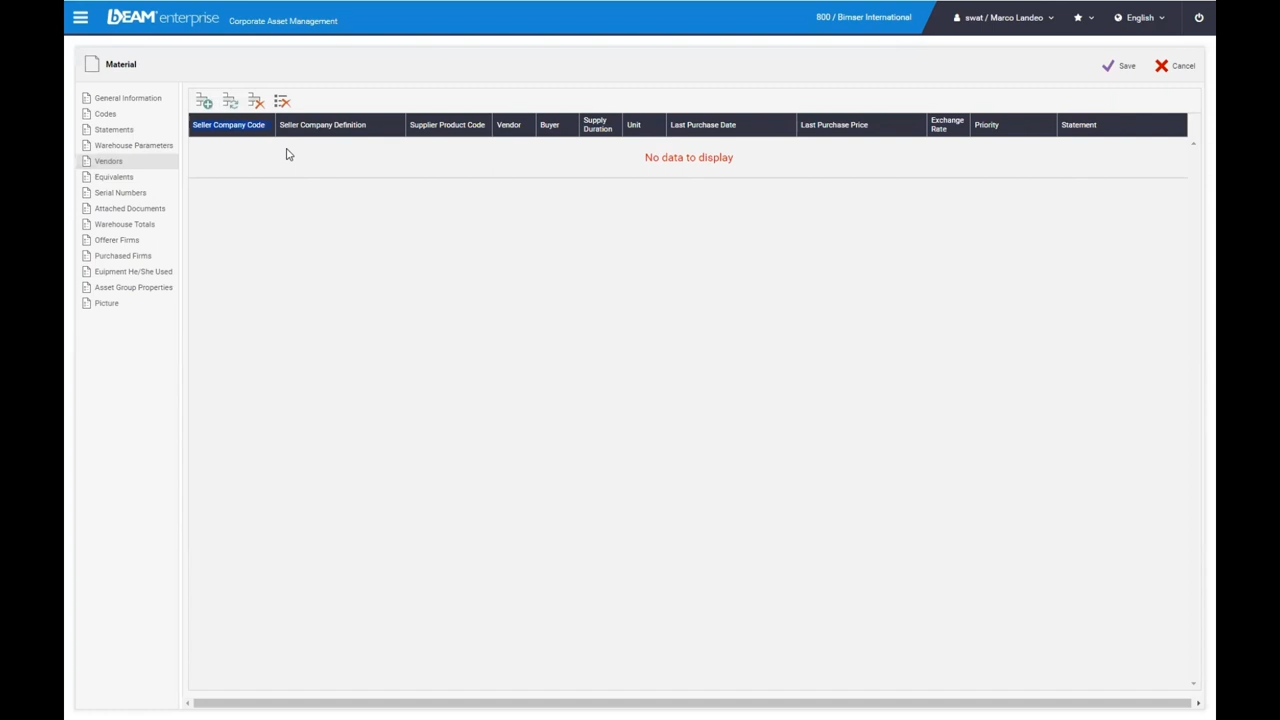 bEAM enterprise Corporate Asset Management 800 / Bimser International swat / Marco Landeo English
Material Save Cancel
General information
Codes
Statements
Warehouse Parameters
Vendors
Equivalents
Serial Numbers
Attached Documents
Warehouse Totals
Offerer Firms
Purchased Firms
Euipment He/She Used
Asset Group Properties
Picture
Seller Company Code Seller Company Definition Supplier Product Code Vendor Buyer Supply Duration Unit Last Purchase Date Last Purchase Price Exchange Rate Priority Statement
No data to display